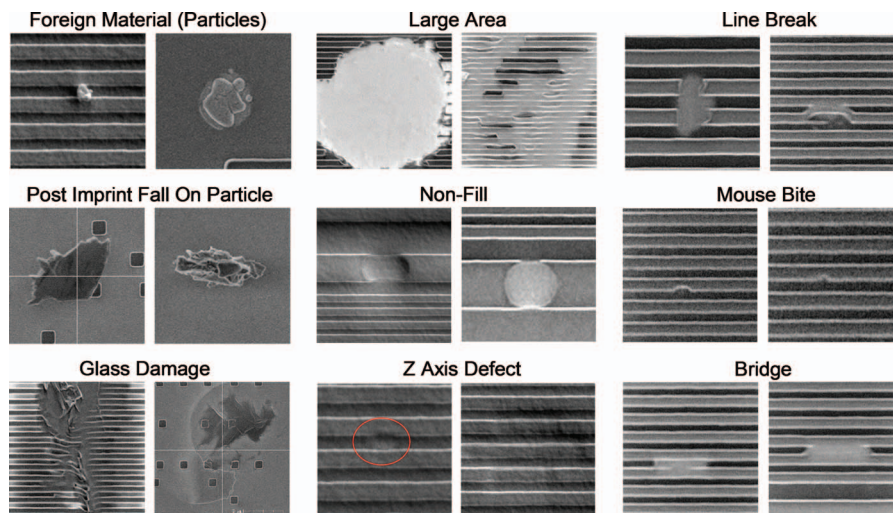 Foreign Material (Particles)
Large Area
Line Break
Post Imprint Fall On Particle
Non-Fill
Mouse Bite
Glass Damage
Z Axis Defect
Bridge